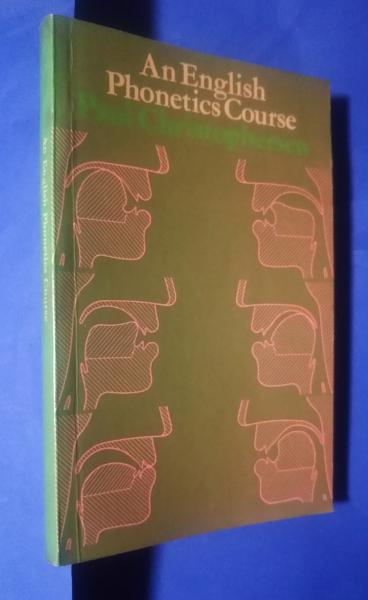 An English
Phonetics Course
Paul Christophersen
An English Phonetics Course